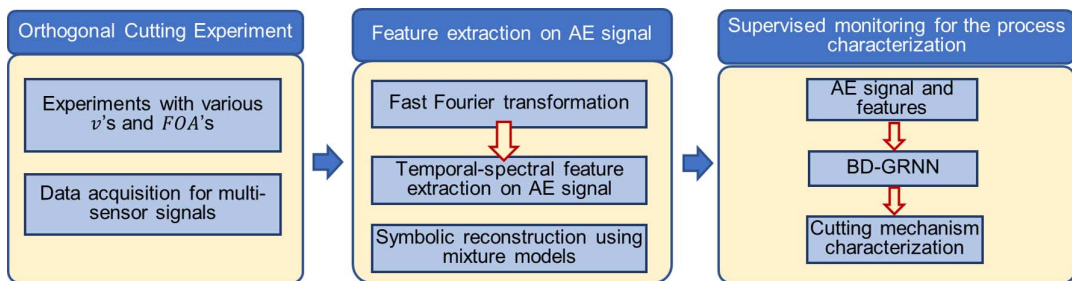 Orthogonal Cutting Experiment
Experiments with various
v's and FOA's
Data acquisition for multi-
sensor signals
Feature extraction on AE signal
Fast Fourier transformation
Temporal-spectral feature
extraction on AE signal
Symbolic reconstruction using
mixture models
Supervised monitoring for the process
characterization
AE signal and
features
BD-GRNN
Cutting mechanism
characterization